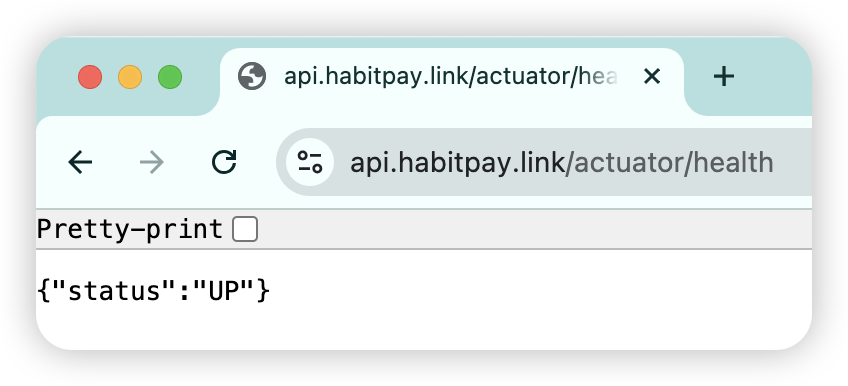 api.habitpay.link/actuator/hea
api.habitpay.link/actuator/health
Pretty-print
{"status":"UP"}